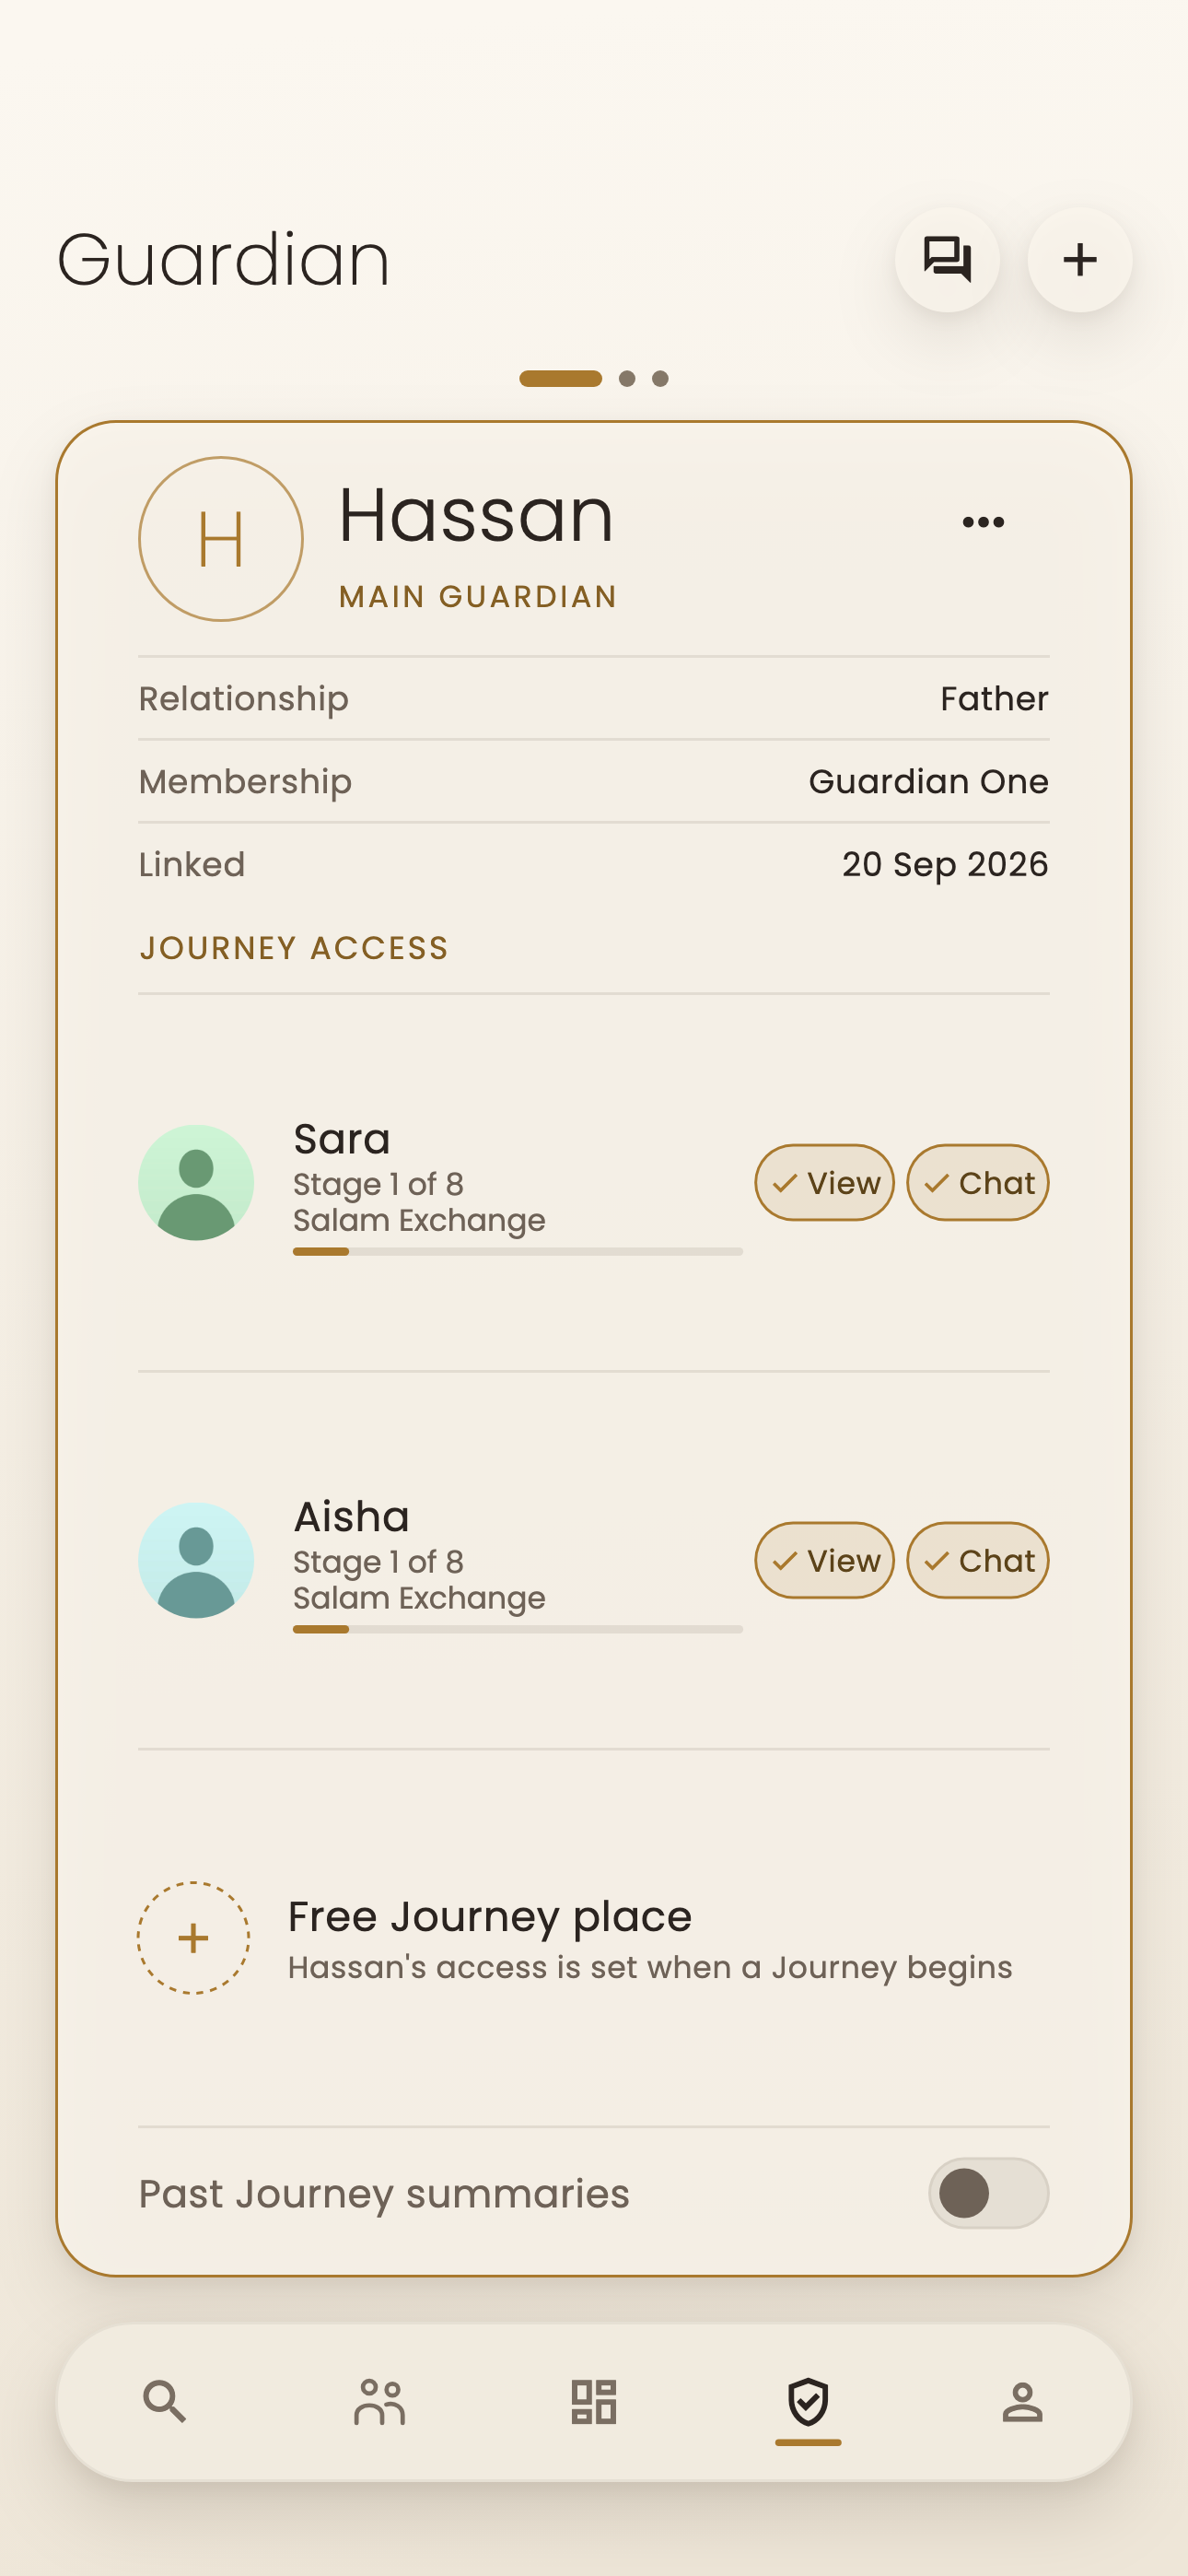 Guardian
H
Hassan
MAIN GUARDIAN
Relationship
Father
Membership
Guardian One
Linked
20 Sep 2026
JOURNEY ACCESS
Sara
Stage 1 of 8
Salam Exchange
View
Chat
Aisha
Stage 1 of 8
Salam Exchange
View
Chat
Free Journey place
Hassan's access is set when a Journey begins
Past Journey summaries